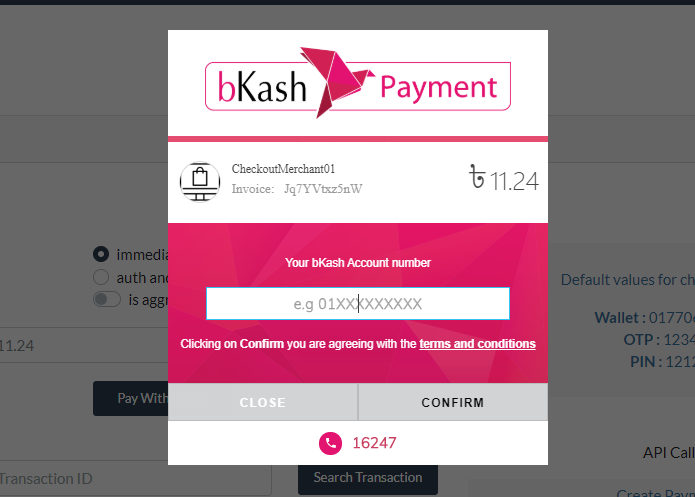 bKash Payment
CheckoutMerchant01
Invoice: Jq7YVtxz5nW
৳ 11.24
immedia
auth and
is aggr
Your bKash Account number
e.g 01XXXXXXXXX
Default values for ch
Wallet : 01770
OTP : 1234
PIN : 1212
11.24
Clicking on Confirm you are agreeing with the terms and conditions
Pay With
CLOSE
CONFIRM
16247
API Call
Transaction ID
Search Transaction
Create Paym